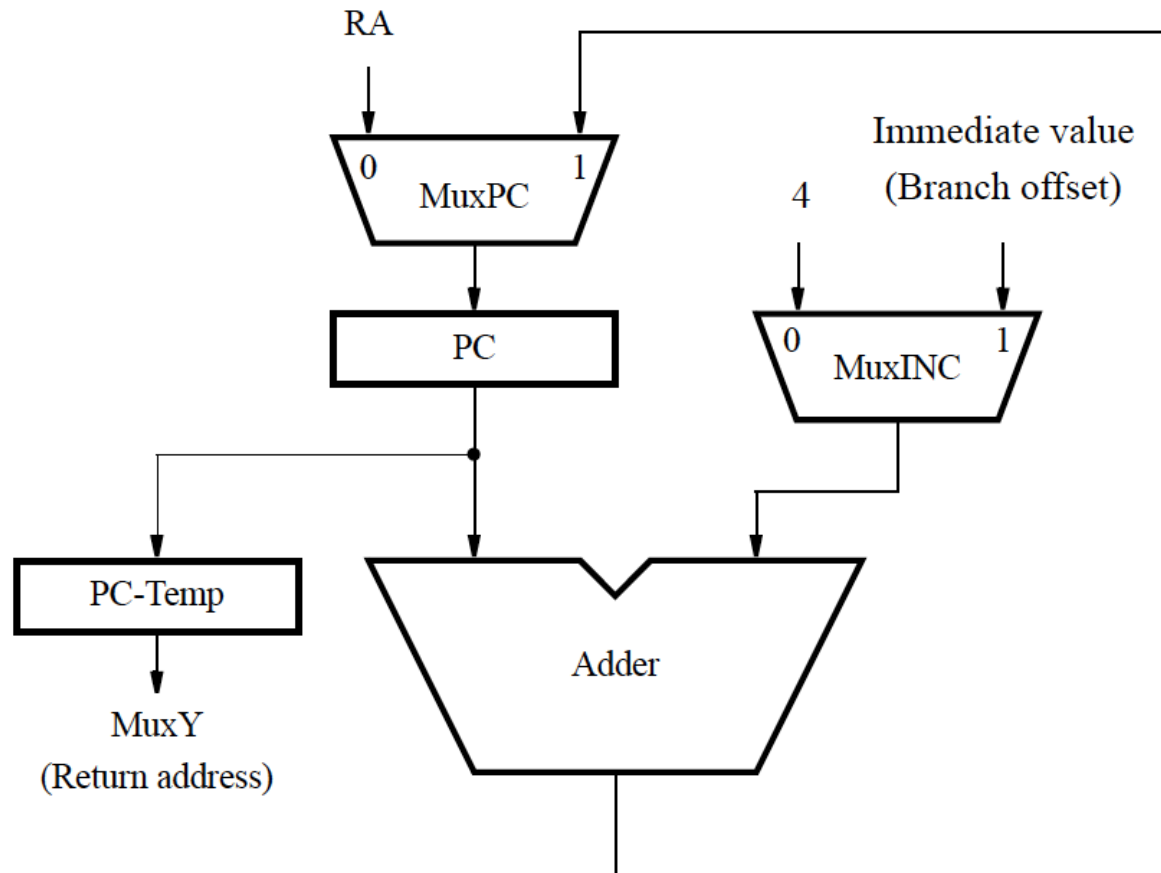 RA
Immediate value
(Branch offset)
4
0
1
MuxPC
0
1
MuxINC
PC
PC-Temp
Adder
MuxY
(Return address)